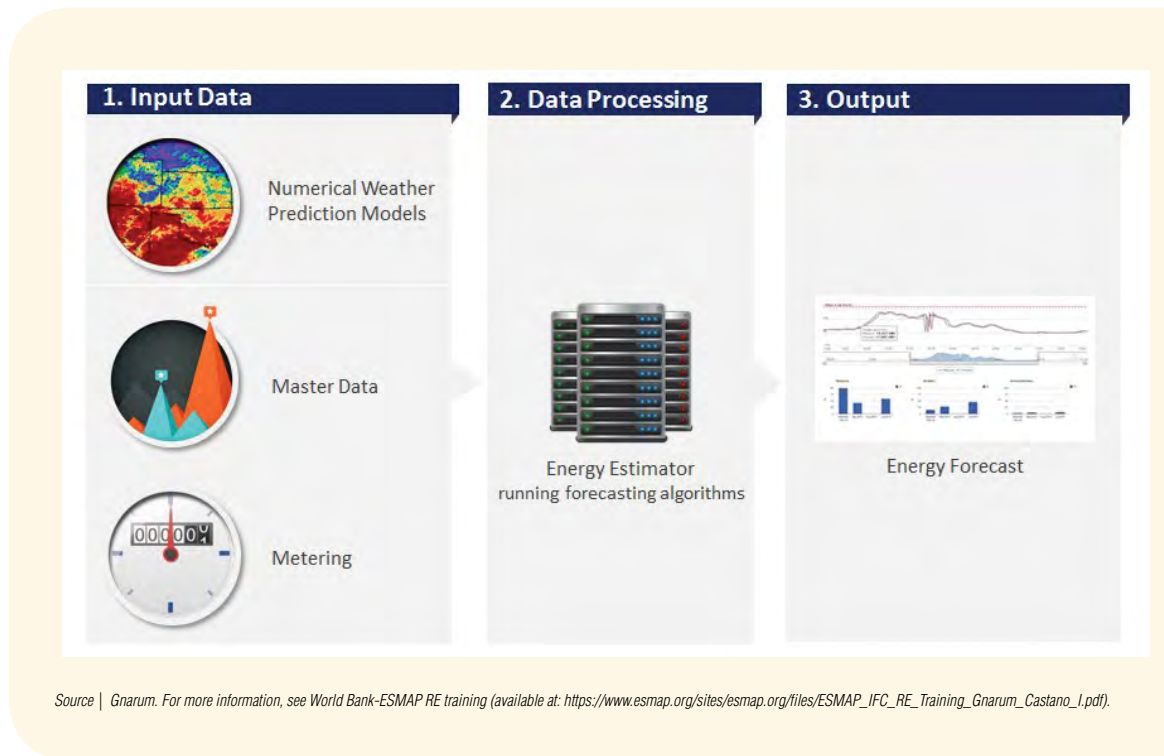 1. Input Data
Numerical Weather
Prediction Models
Master Data
Metering
2. Data Processing
Energy Estimator
running forecasting algorithms
3. Output
Energy Forecast
Source | Gnarum. For more information, see World Bank-ESMAP RE training (available at: https://www.esmap.org/sites/esmap.org/files/ESMAP_IFC_RE_Training_Gnarum_Castano_I.pdf).